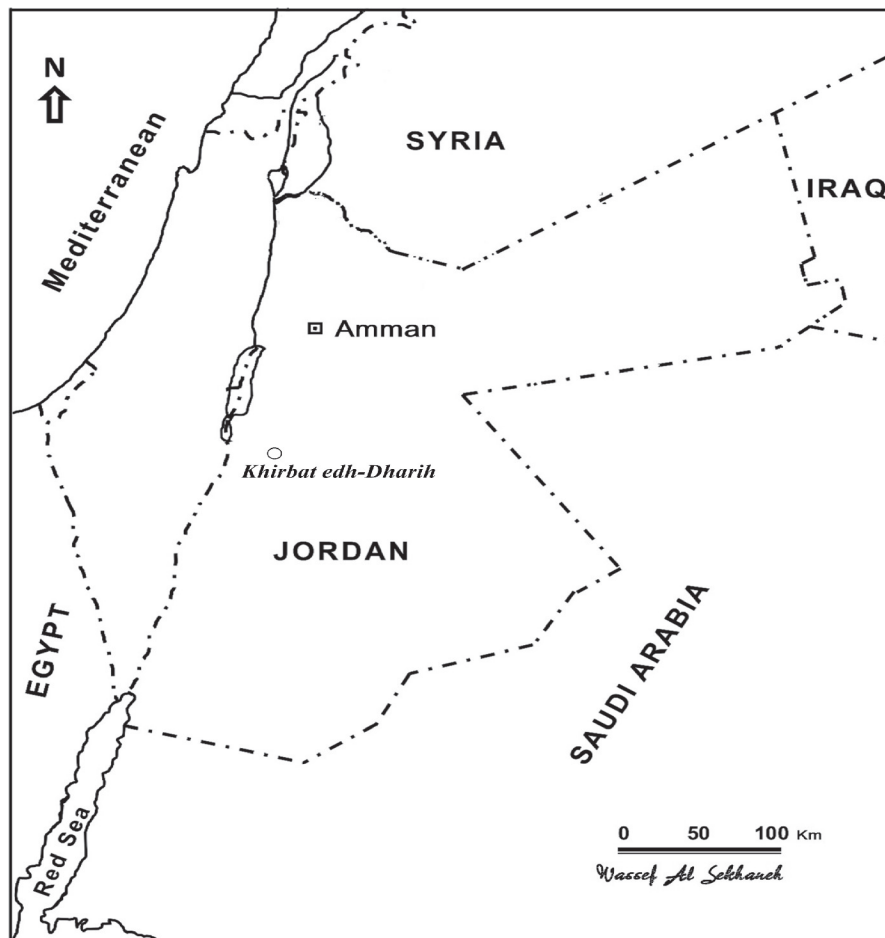 N
SYRIA
IRAQ
Mediterranean
Amman
Khirbat edh-Dharih
JORDAN
EGYPT
SAUDI ARABIA
Red Sea
0 50 100 Km
Wassef Al Sekhaneh